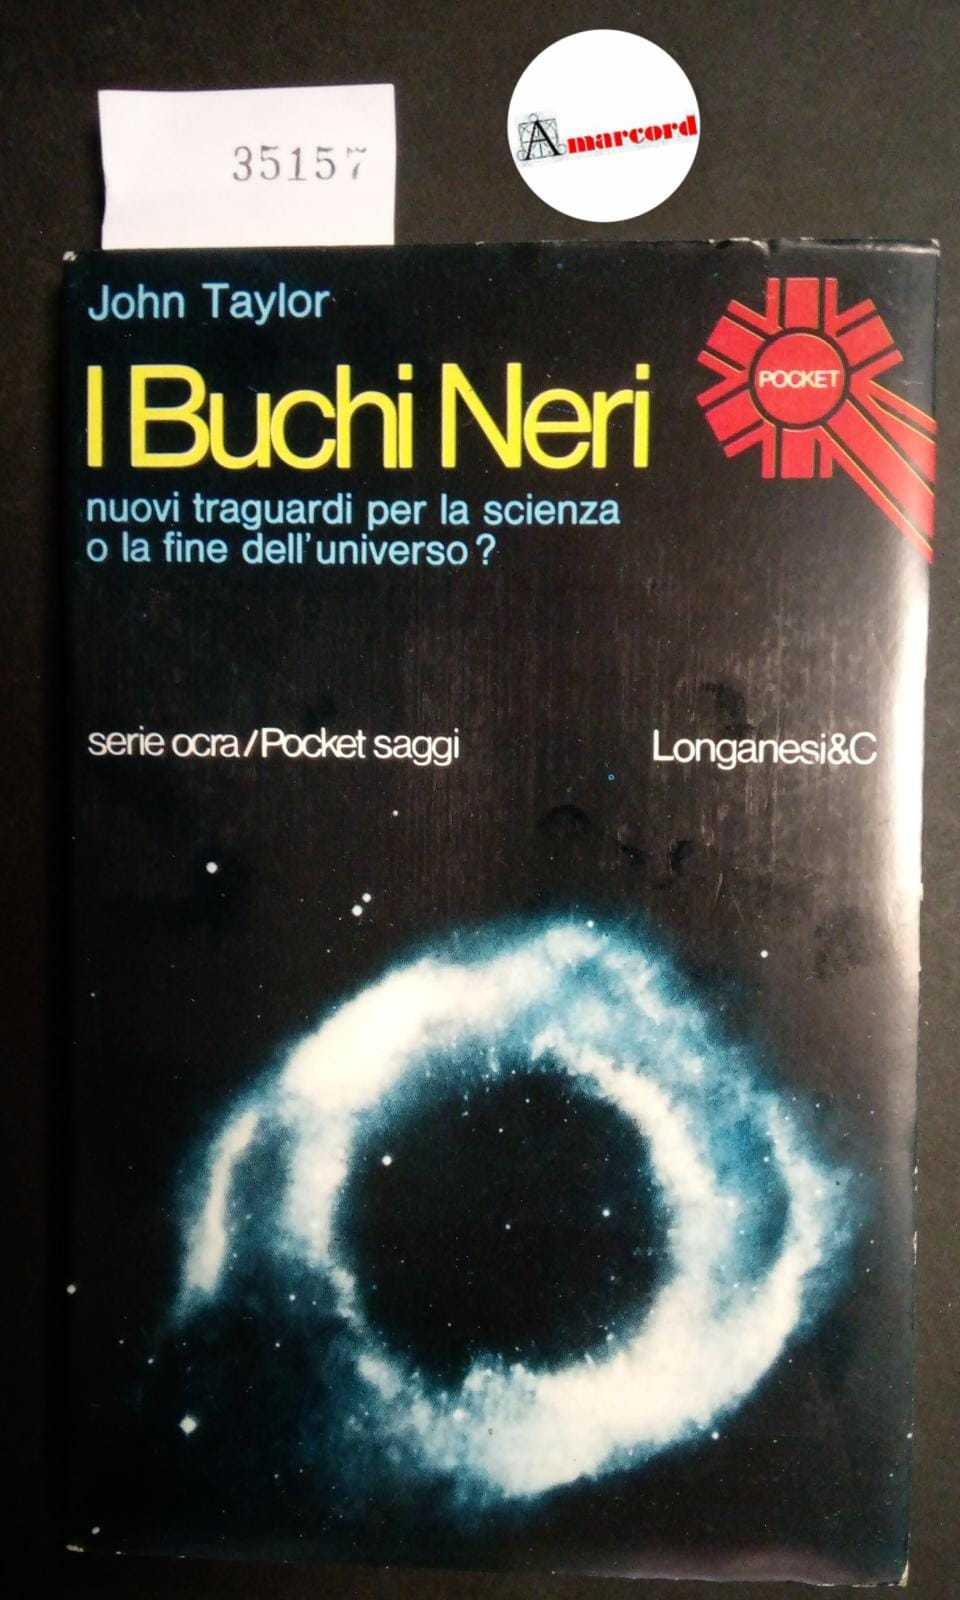 35157
Amarcord
John Taylor
POCKET
I Buchi Neri
nuovi traguardi per la scienza
o la fine dell'universo?
serie ocra/Pocket saggi
Longanesi&C